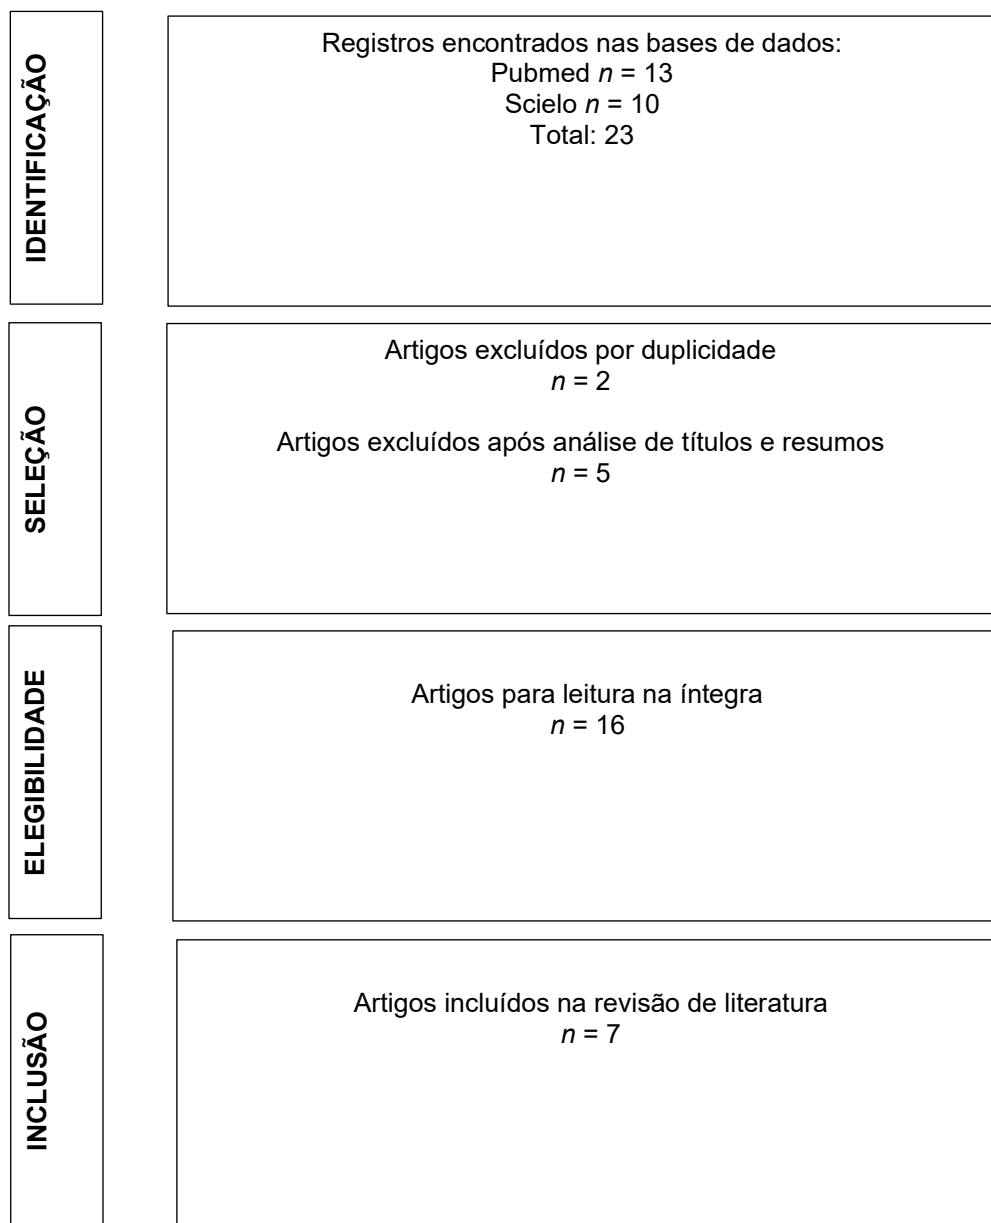 IDENTIFICAÇÃO
Registros encontrados nas bases de dados:
Pubmed n = 13
Scielo n = 10
Total: 23
SELEÇÃO
Artigos excluídos por duplicidade
n = 2
Artigos excluídos após análise de títulos e resumos
n = 5
ELEGIBILIDADE
Artigos para leitura na íntegra
n = 16
INCLUSÃO
Artigos incluídos na revisão de literatura
n = 7